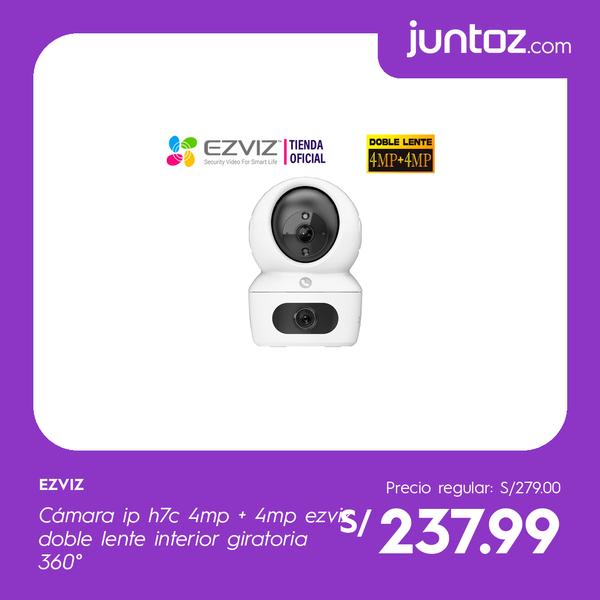 juntoz.com
EZVIZ™ TIENDA
Security Video For Smart Life OFICIAL
DOBLE LENTE
4MP+4MP
EZVIZ
Precio regular: S/279.00
Cámara ip h7c 4mp + 4mp ezviz
doble lente interior giratoria
360°
S/ 237.99